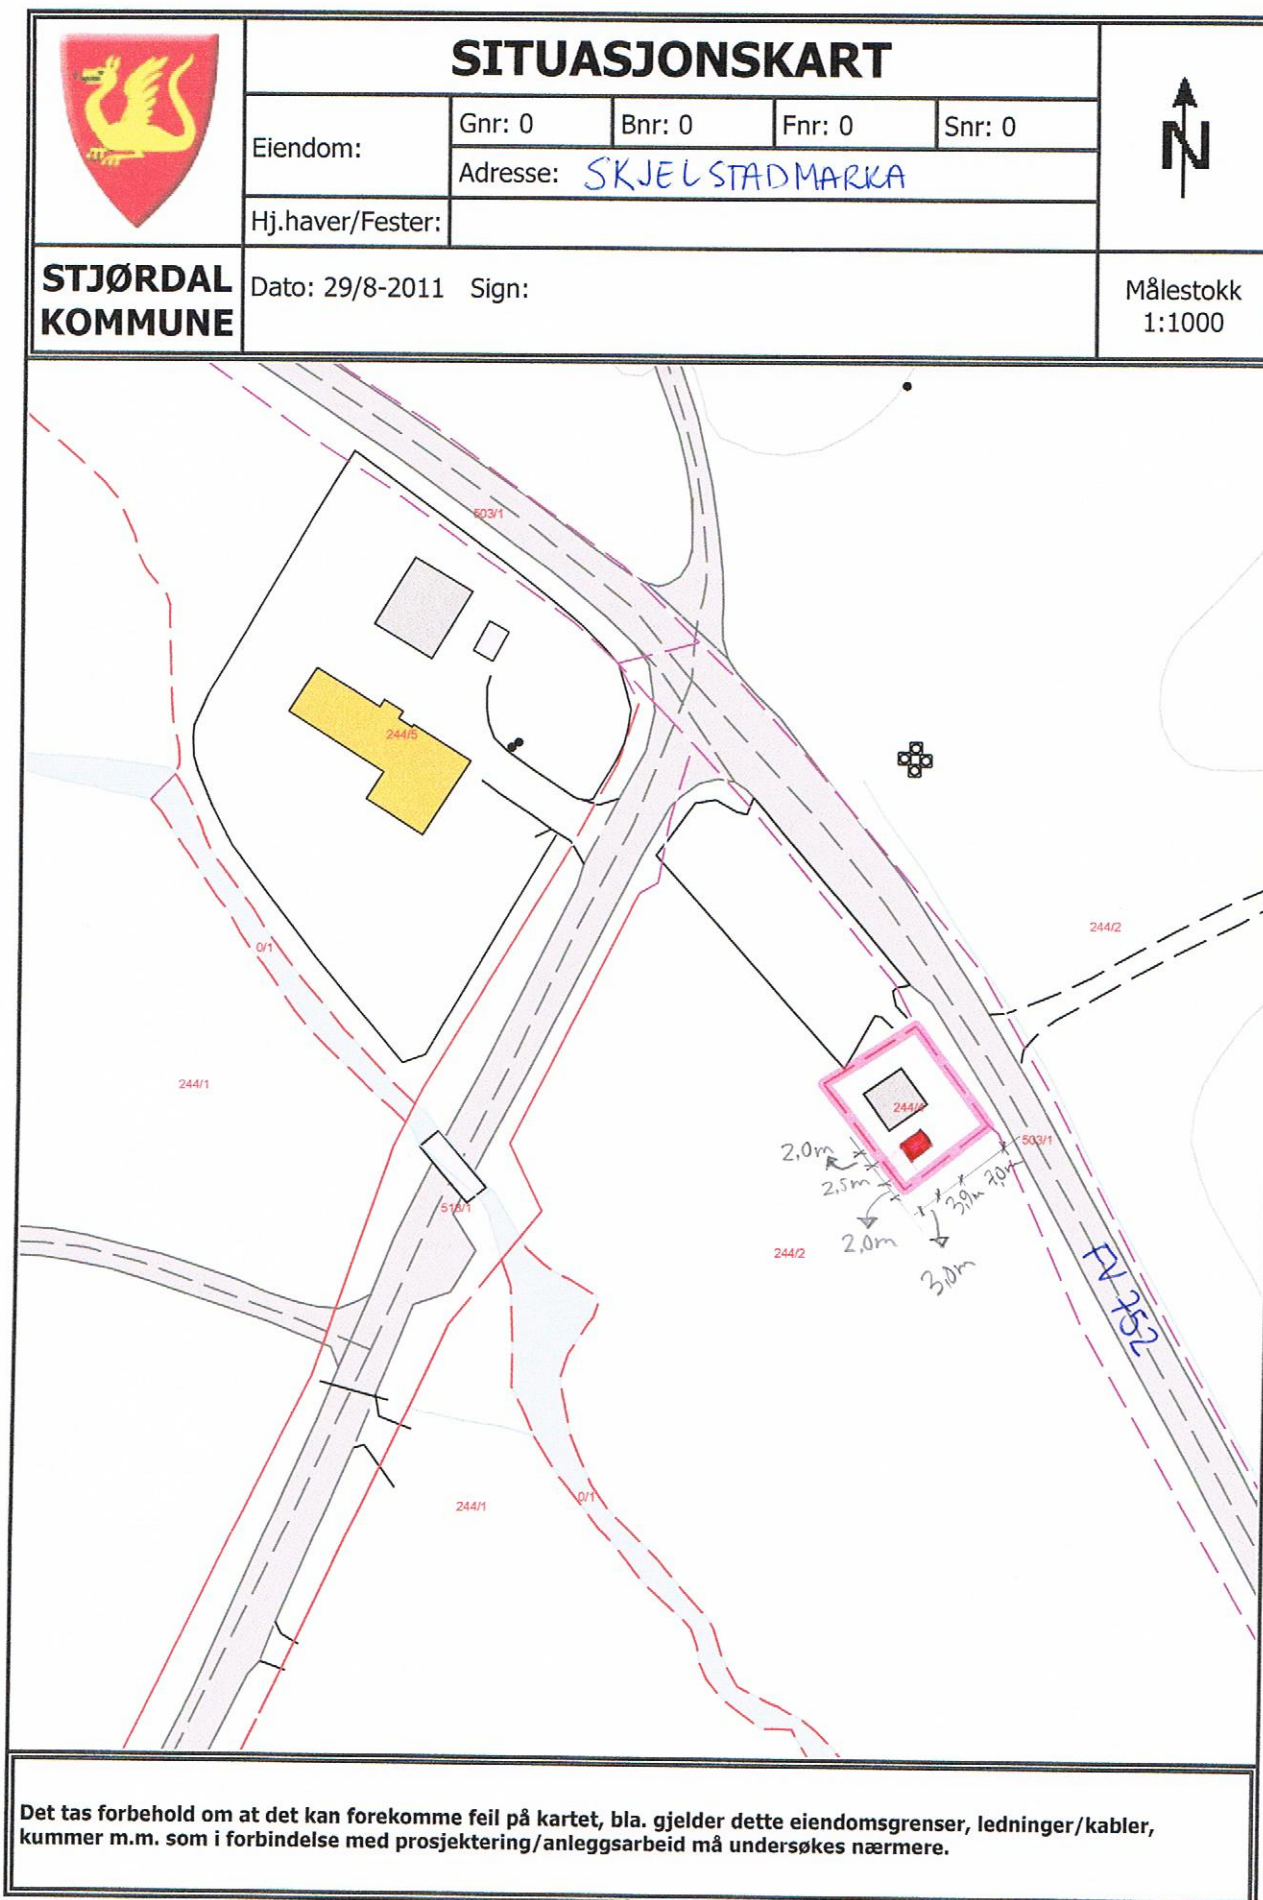 SITUASJONSKART
Eiendom:
Gnr: 0
Bnr: 0
Fnr: 0
Snr: 0
Adresse: SKJELSTADMARKA
Hj.haver/Fester:
N
STJØRDAL
KOMMUNE
Dato: 29/8-2011 Sign:
Målestokk
1:1000
503/1
244/5
0/1
244/2
244/1
244/4
503/1
2,0m
2,5m
3,9m
7,0m
513/1
2,0m
244/2
3,0m
FV 752
244/1
0/1
Det tas forbehold om at det kan forekomme feil på kartet, bla. gjelder dette eiendomsgrenser, ledninger/kabler,
kummer m.m. som i forbindelse med prosjektering/anleggsarbeid må undersøkes nærmere.